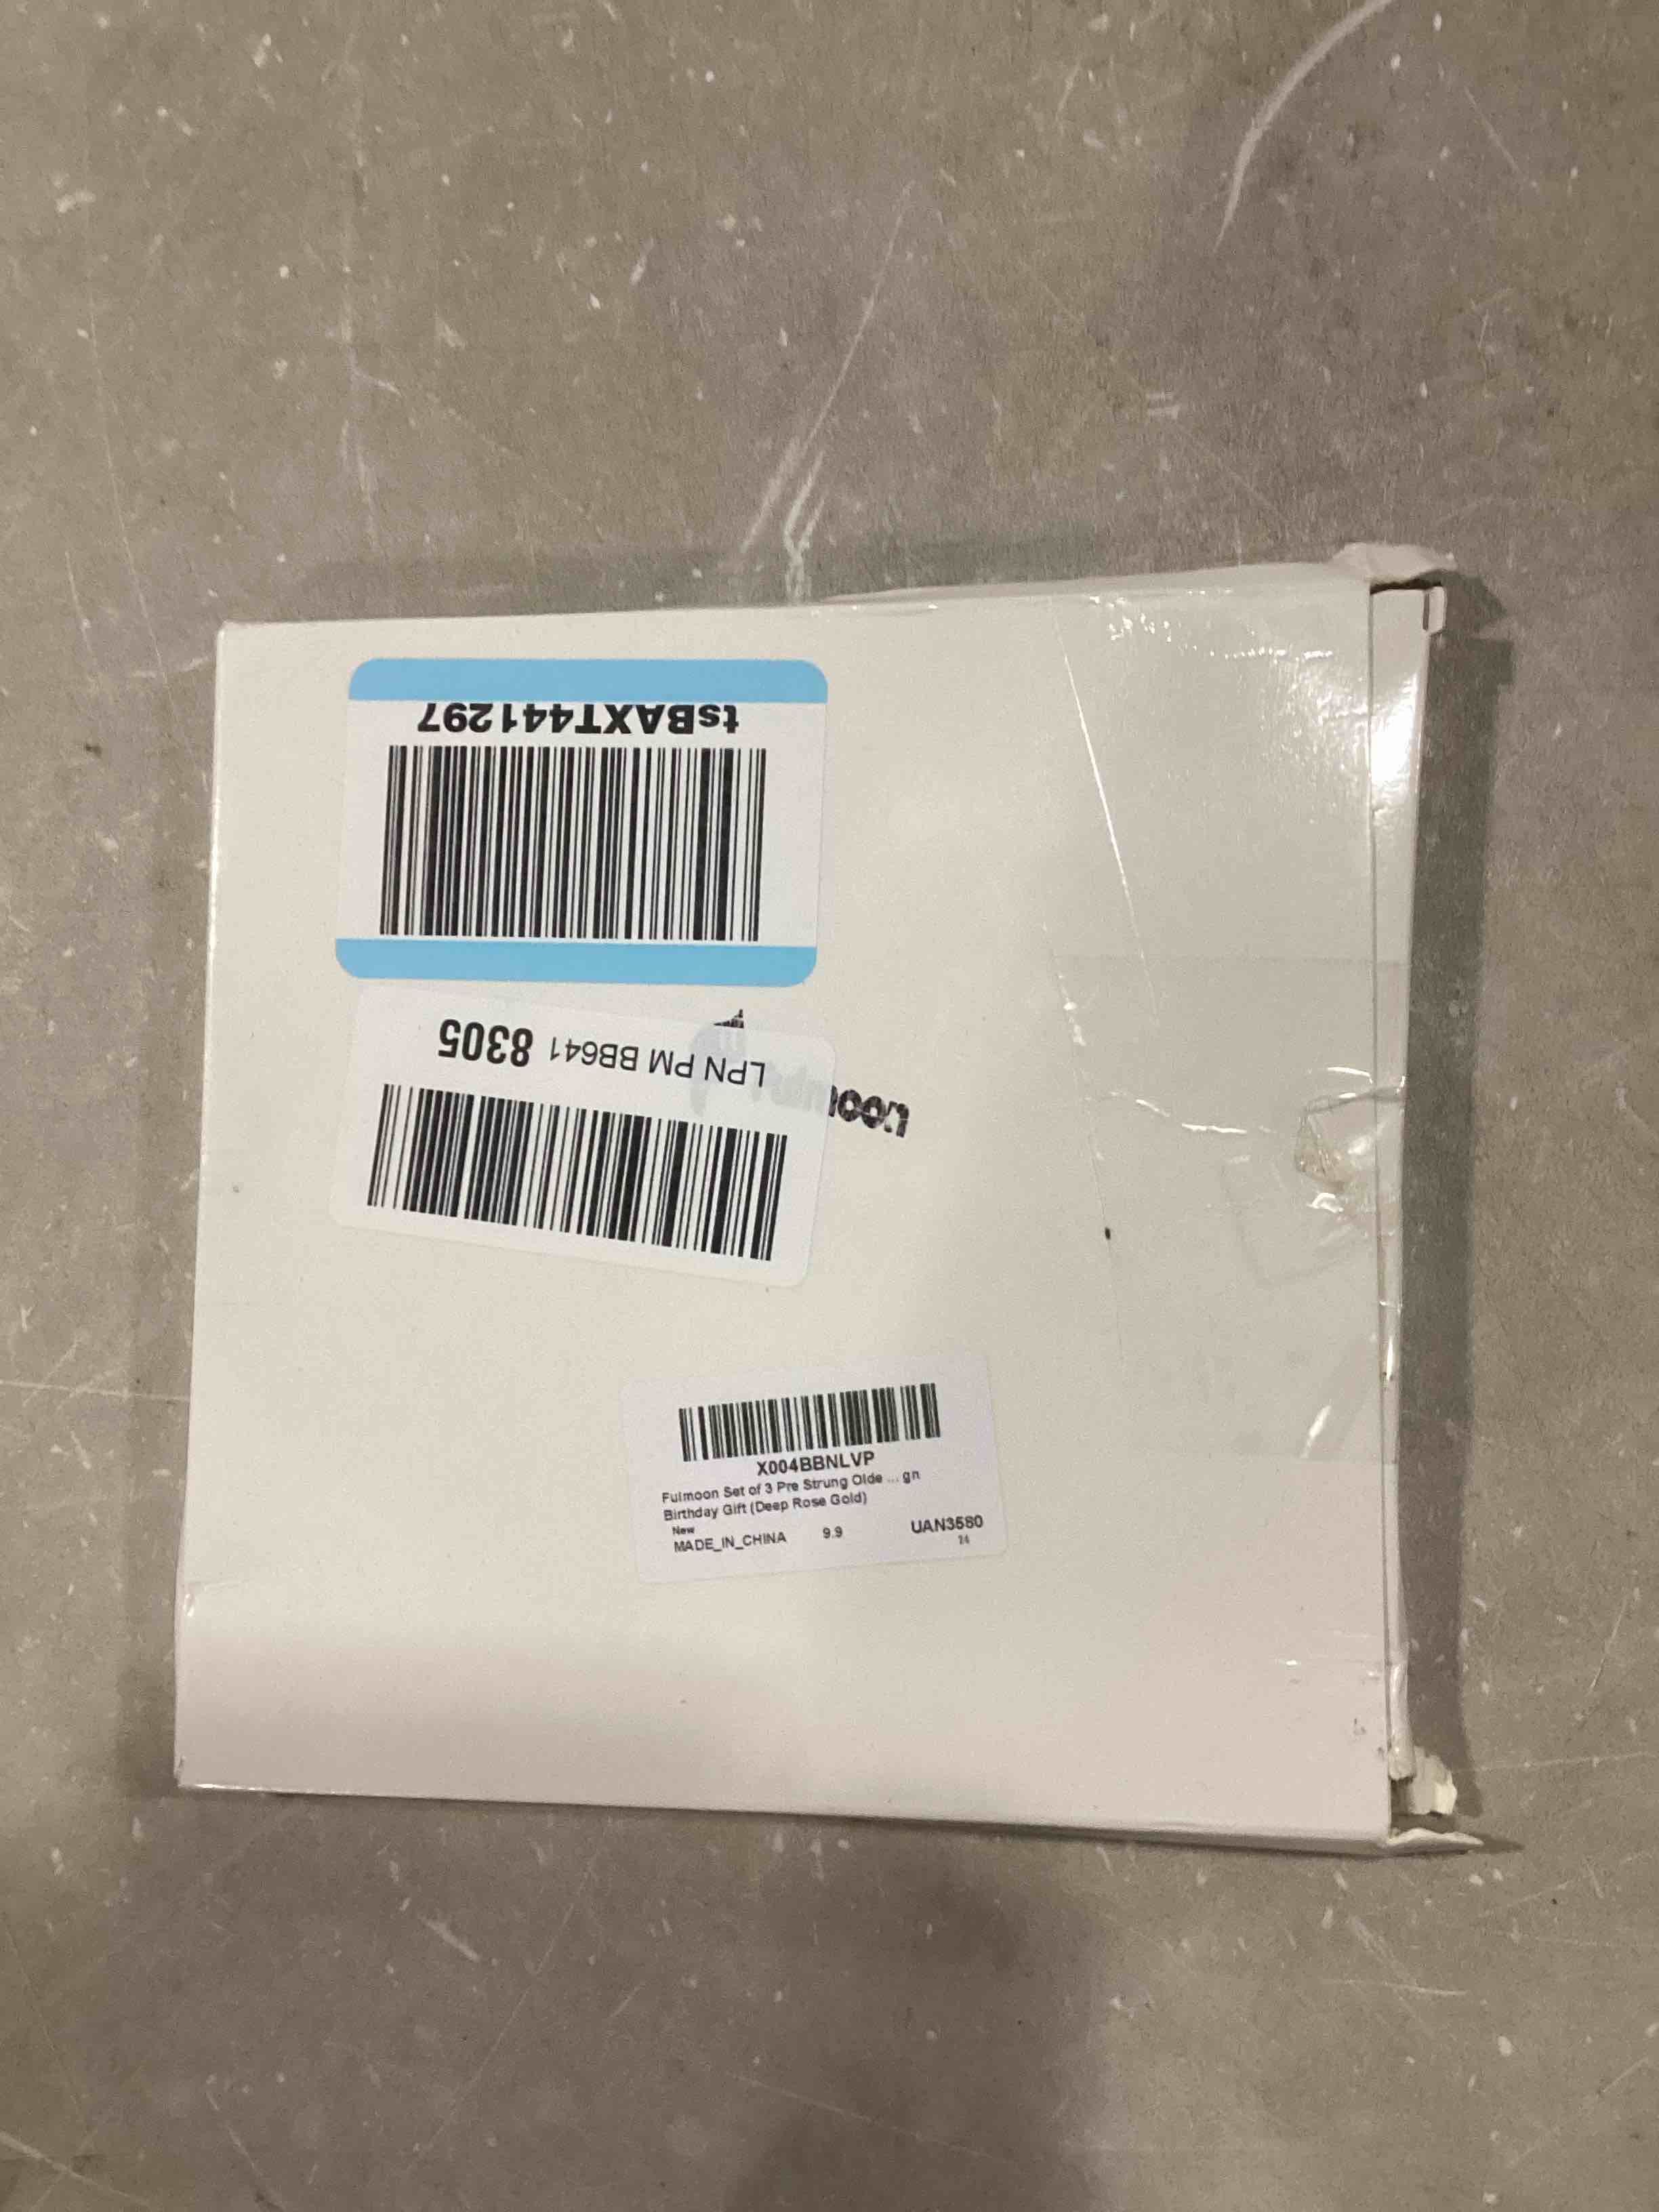 tsBAXT441297
LPN PM BB641 8305
X004BBNLVP
Fulmoon Set of 3 Pre Strung Olde ... gn
Birthday Gift (Deep Rose Gold)
New
MADE_IN_CHINA 9.9 UAN3580
24